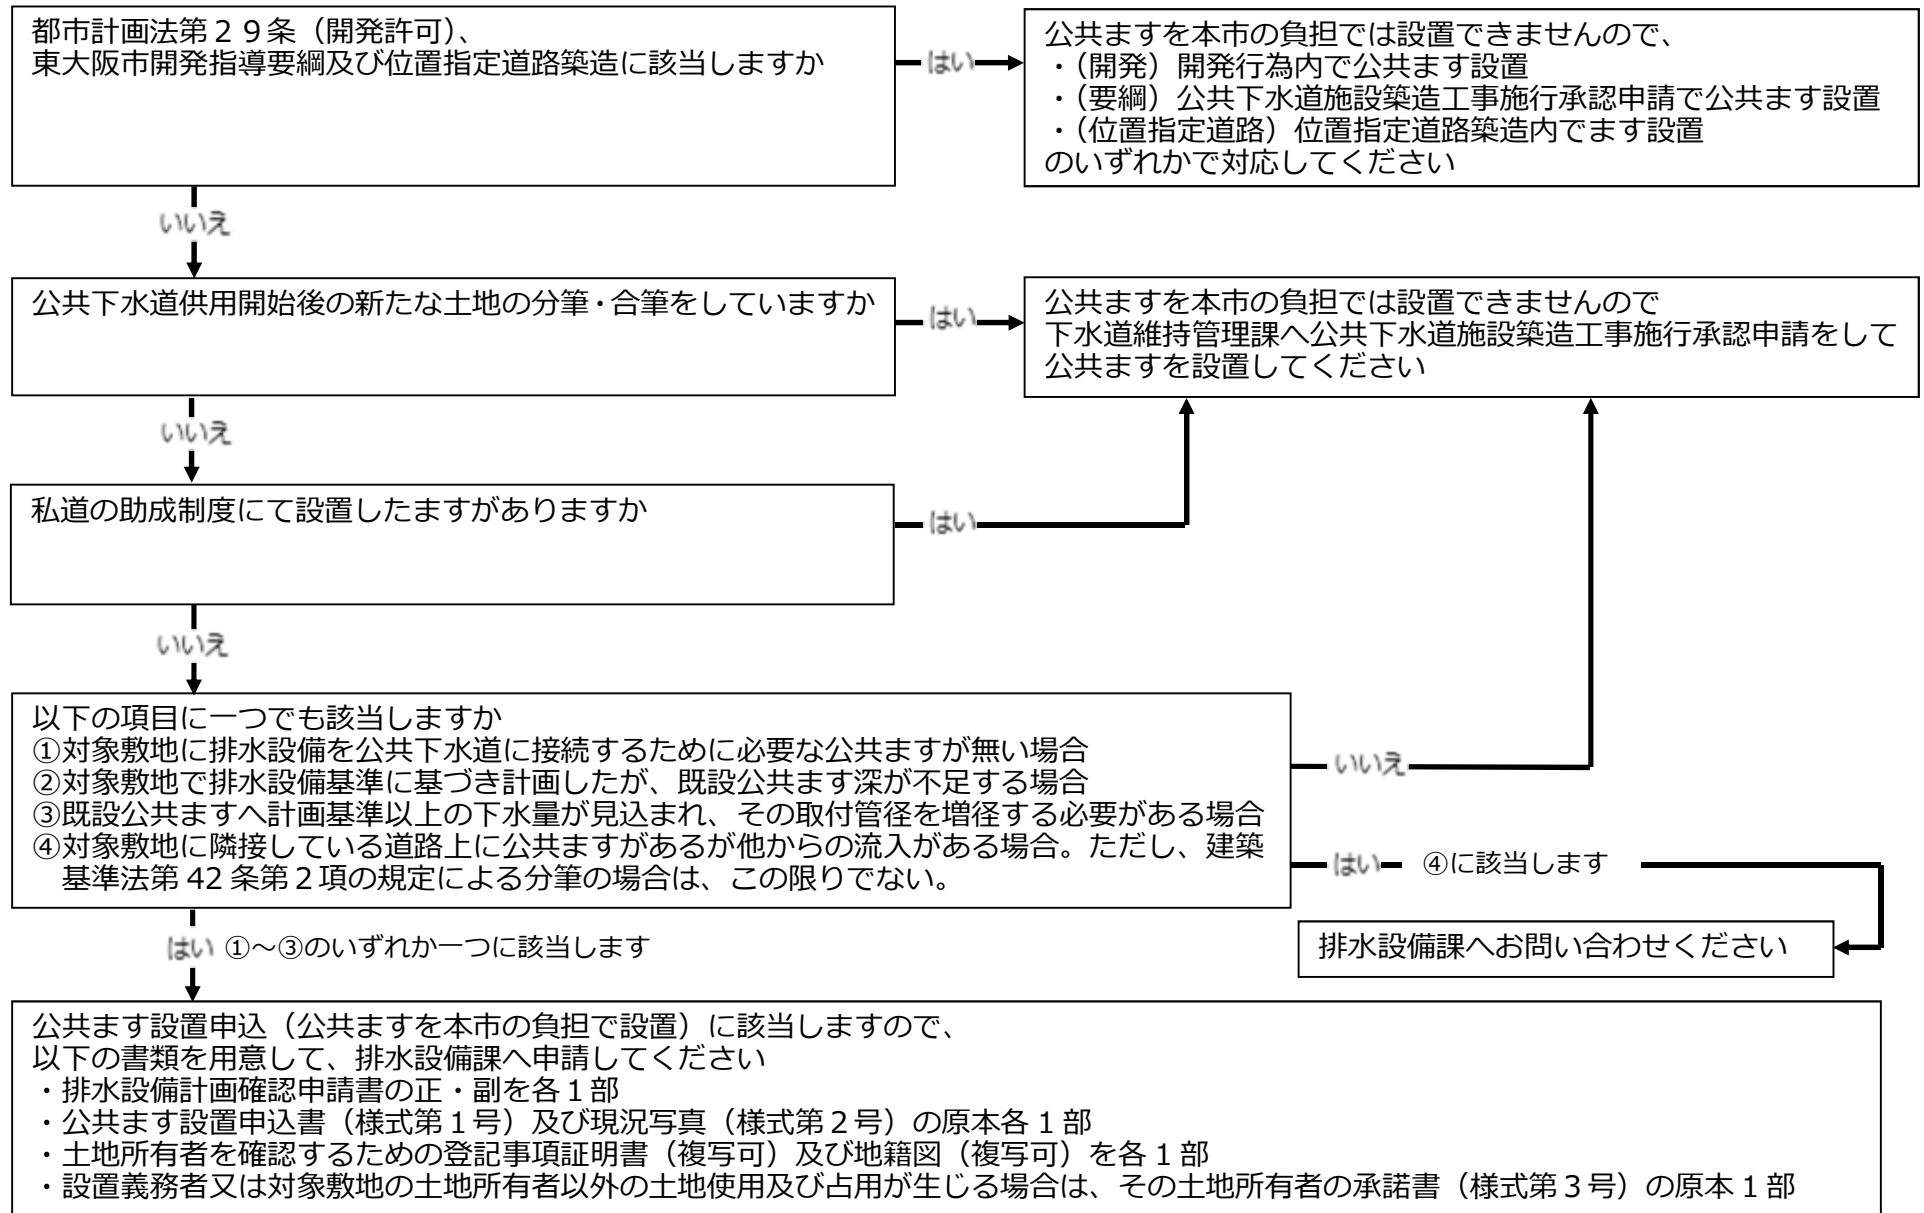 都市計画法第２９条（開発許可）、
東大阪市開発指導要綱及び位置指定道路築造に該当しますか
はい
公共ますを本市の負担では設置できませんので、
・（開発）開発行為内で公共ます設置
・（要綱）公共下水道施設築造工事施行承認申請で公共ます設置
・（位置指定道路）位置指定道路築造内でます設置
のいずれかで対応してください
いいえ
公共下水道供用開始後の新たな土地の分筆・合筆をしていますか
はい
公共ますを本市の負担では設置できませんので
下水道維持管理課へ公共下水道施設築造工事施行承認申請をして
公共ますを設置してください
いいえ
私道の助成制度にて設置したますがありますか
はい
いいえ
以下の項目に一つでも該当しますか
①対象敷地に排水設備を公共下水道に接続するために必要な公共ますが無い場合
②対象敷地で排水設備基準に基づき計画したが、既設公共ます深が不足する場合
③既設公共ますへ計画基準以上の下水量が見込まれ、その取付管径を増径する必要がある場合
④対象敷地に隣接している道路上に公共ますがあるが他からの流入がある場合。ただし、建築
基準法第 42 条第２項の規定による分筆の場合は、この限りでない。
いいえ
はい ④に該当します
排水設備課へお問い合わせください
はい ①～③のいずれか一つに該当します
公共ます設置申込（公共ますを本市の負担で設置）に該当しますので、
以下の書類を用意して、排水設備課へ申請してください
・排水設備計画確認申請書の正・副を各１部
・公共ます設置申込書（様式第１号）及び現況写真（様式第２号）の原本各１部
・土地所有者を確認するための登記事項証明書（複写可）及び地籍図（複写可）を各１部
・設置義務者又は対象敷地の土地所有者以外の土地使用及び占用が生じる場合は、その土地所有者の承諾書（様式第３号）の原本１部